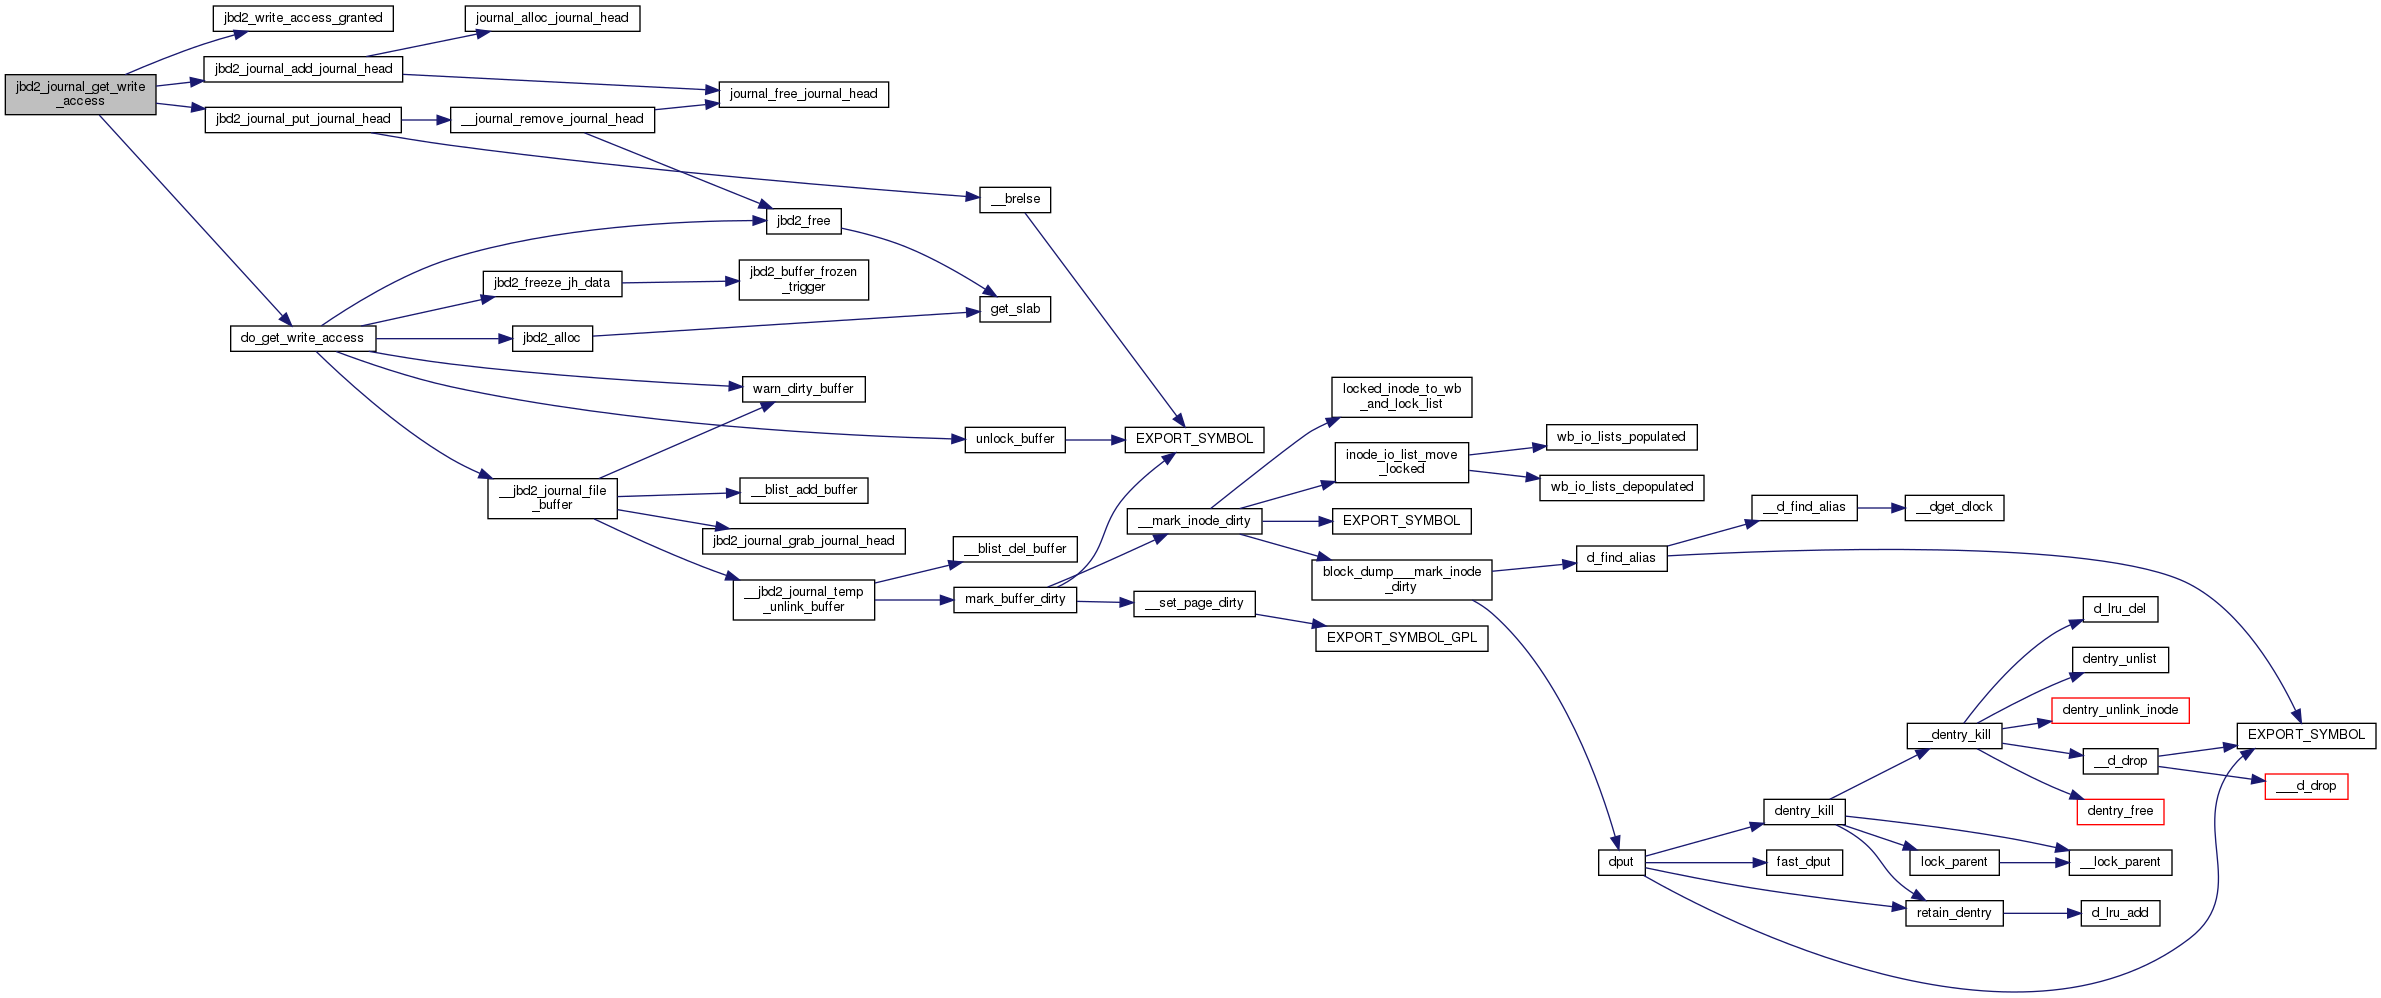 jbd2_write_access_granted
journal_alloc_journal_head
jbd2_journal_add_journal_head
jbd2_journal_get_write
_access
journal_free_journal_head
jbd2_journal_put_journal_head
__journal_remove_journal_head
__brelse
jbd2_free
jbd2_buffer_frozen
_trigger
jbd2_freeze_jh_data
get_slab
do_get_write_access
jbd2_alloc
warn_dirty_buffer
locked_inode_to_wb
_and_lock_list
unlock_buffer
EXPORT_SYMBOL
wb_io_lists_populated
inode_io_list_move
_locked
wb_io_lists_depopulated
__jbd2_journal_file
_buffer
__blist_add_buffer
__d_find_alias
__dget_dlock
__mark_inode_dirty
EXPORT_SYMBOL
jbd2_journal_grab_journal_head
__blist_del_buffer
d_find_alias
block_dump___mark_inode
_dirty
__jbd2_journal_temp
_unlink_buffer
mark_buffer_dirty
__set_page_dirty
d_lru_del
EXPORT_SYMBOL_GPL
dentry_unlist
dentry_unlink_inode
__dentry_kill
EXPORT_SYMBOL
__d_drop
___d_drop
dentry_kill
dentry_free
dput
fast_dput
lock_parent
__lock_parent
retain_dentry
d_lru_add